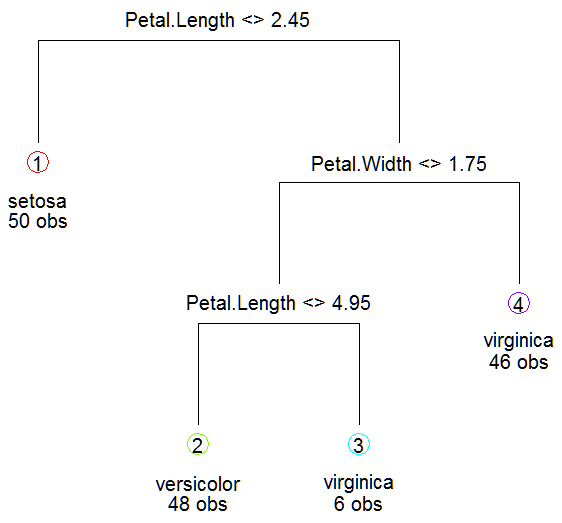 Petal.Length <> 2.45
1
setosa
50 obs
Petal.Width <> 1.75
Petal.Length <> 4.95
4
virginica
46 obs
2
versicolor
48 obs
3
virginica
6 obs